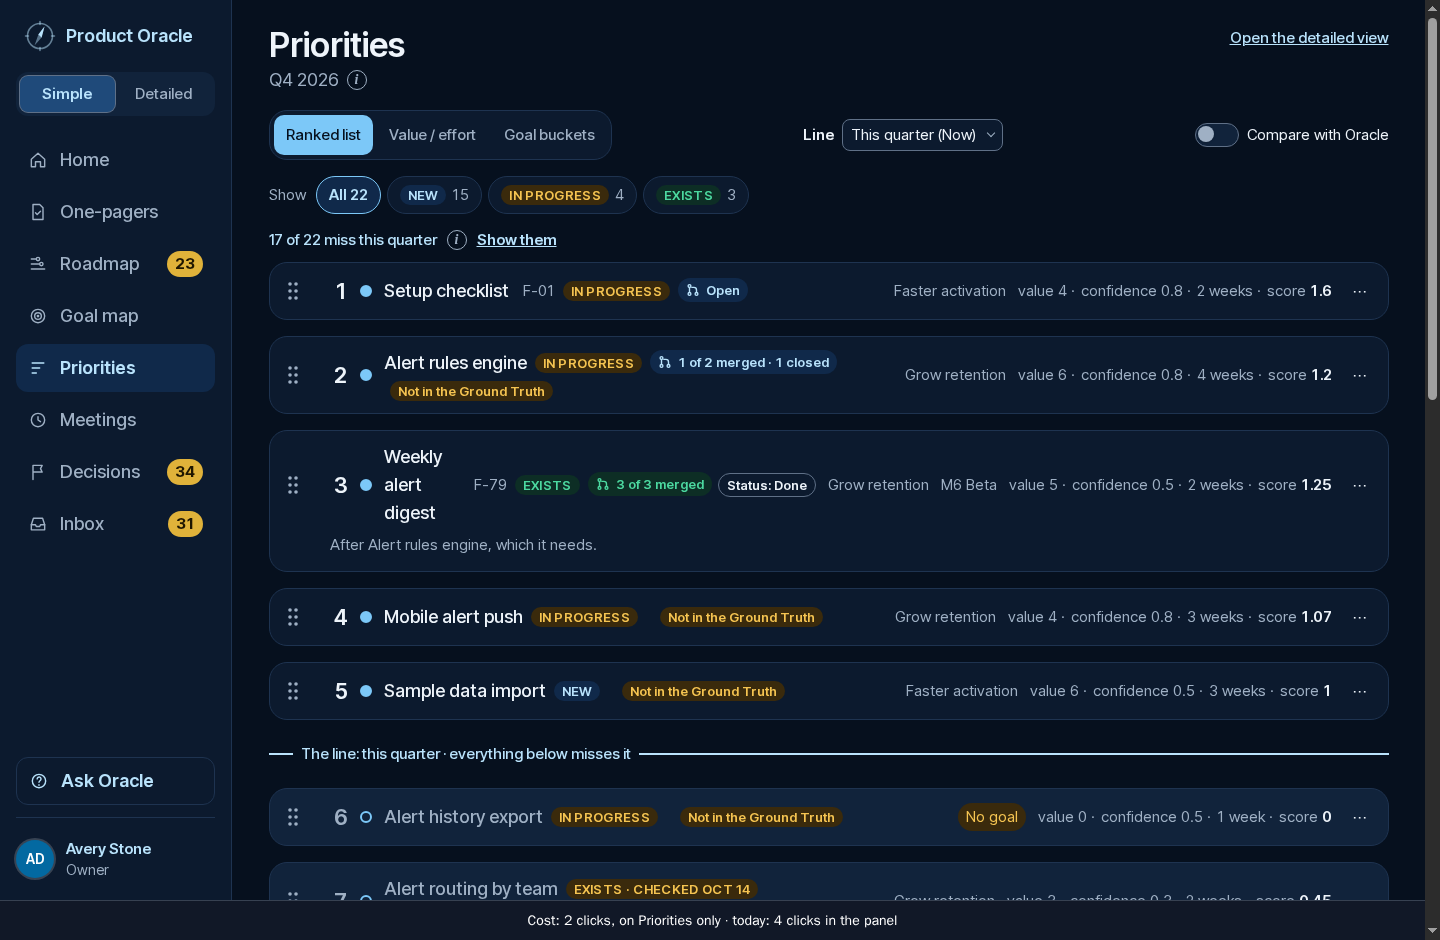 Product Oracle
Simple Detailed
Home
One-pagers
Roadmap 23
Goal map
Priorities
Meetings
Decisions 34
Inbox 31
Ask Oracle
AD Avery Stone
Owner
Priorities
Open the detailed view
Q4 2026 i
Ranked list Value / effort Goal buckets
Line This quarter (Now)
Compare with Oracle
Show All 22 NEW 15 IN PROGRESS 4 EXISTS 3
17 of 22 miss this quarter i Show them
1 Setup checklist F-01 IN PROGRESS Open Faster activation value 4 · confidence 0.8 · 2 weeks · score 1.6 ···
2 Alert rules engine IN PROGRESS 1 of 2 merged · 1 closed Grow retention value 6 · confidence 0.8 · 4 weeks · score 1.2 ···
Not in the Ground Truth
3 Weekly alert digest F-79 EXISTS 3 of 3 merged Status: Done Grow retention M6 Beta value 5 · confidence 0.5 · 2 weeks · score 1.25 ···
After Alert rules engine, which it needs.
4 Mobile alert push IN PROGRESS Not in the Ground Truth Grow retention value 4 · confidence 0.8 · 3 weeks · score 1.07 ···
5 Sample data import NEW Not in the Ground Truth Faster activation value 6 · confidence 0.5 · 3 weeks · score 1 ···
The line: this quarter · everything below misses it
6 Alert history export IN PROGRESS Not in the Ground Truth No goal value 0 · confidence 0.5 · 1 week · score 0 ···
7 Alert routing by team EXISTS · CHECKED OCT 14
Cost: 2 clicks, on Priorities only · today: 4 clicks in the panel